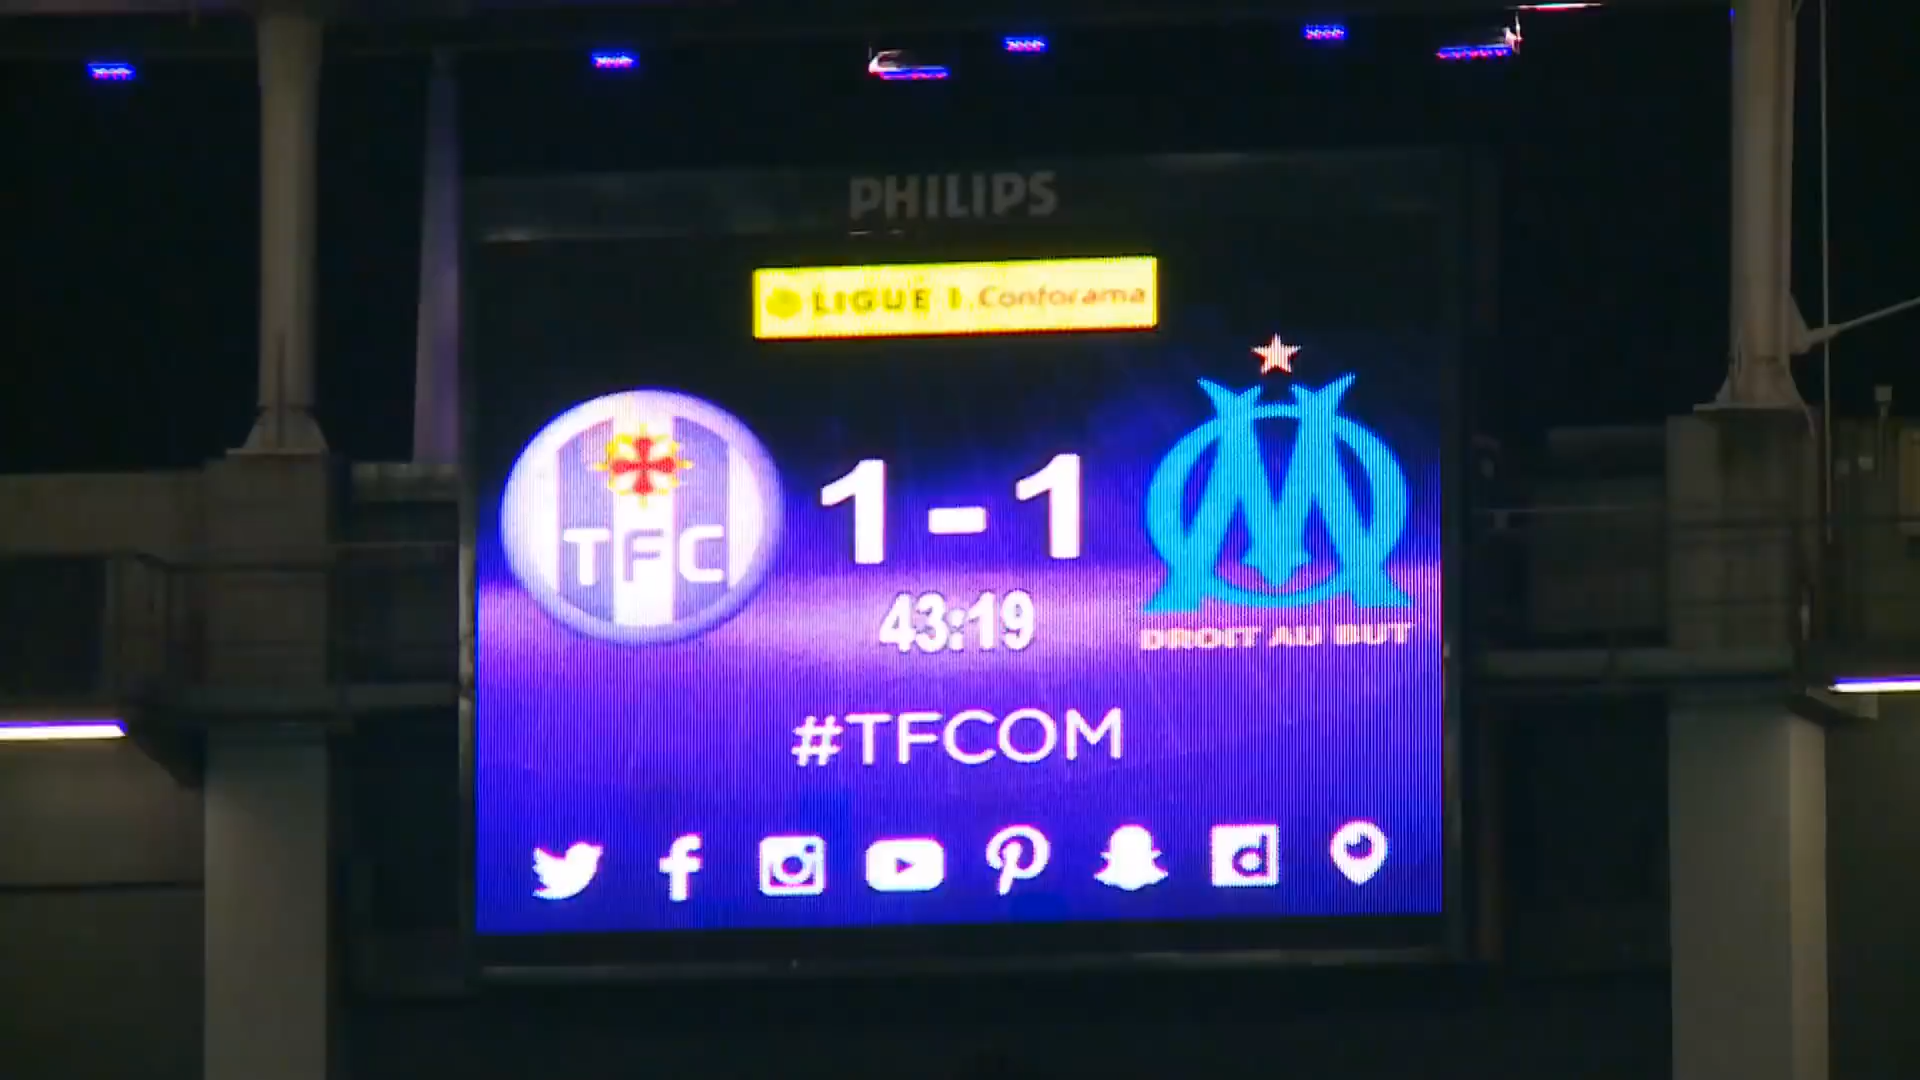 PHILIPS
LIGUE 1 Conforama
TFC
1 - 1
43:19
DROIT AU BUT
#TFCOM